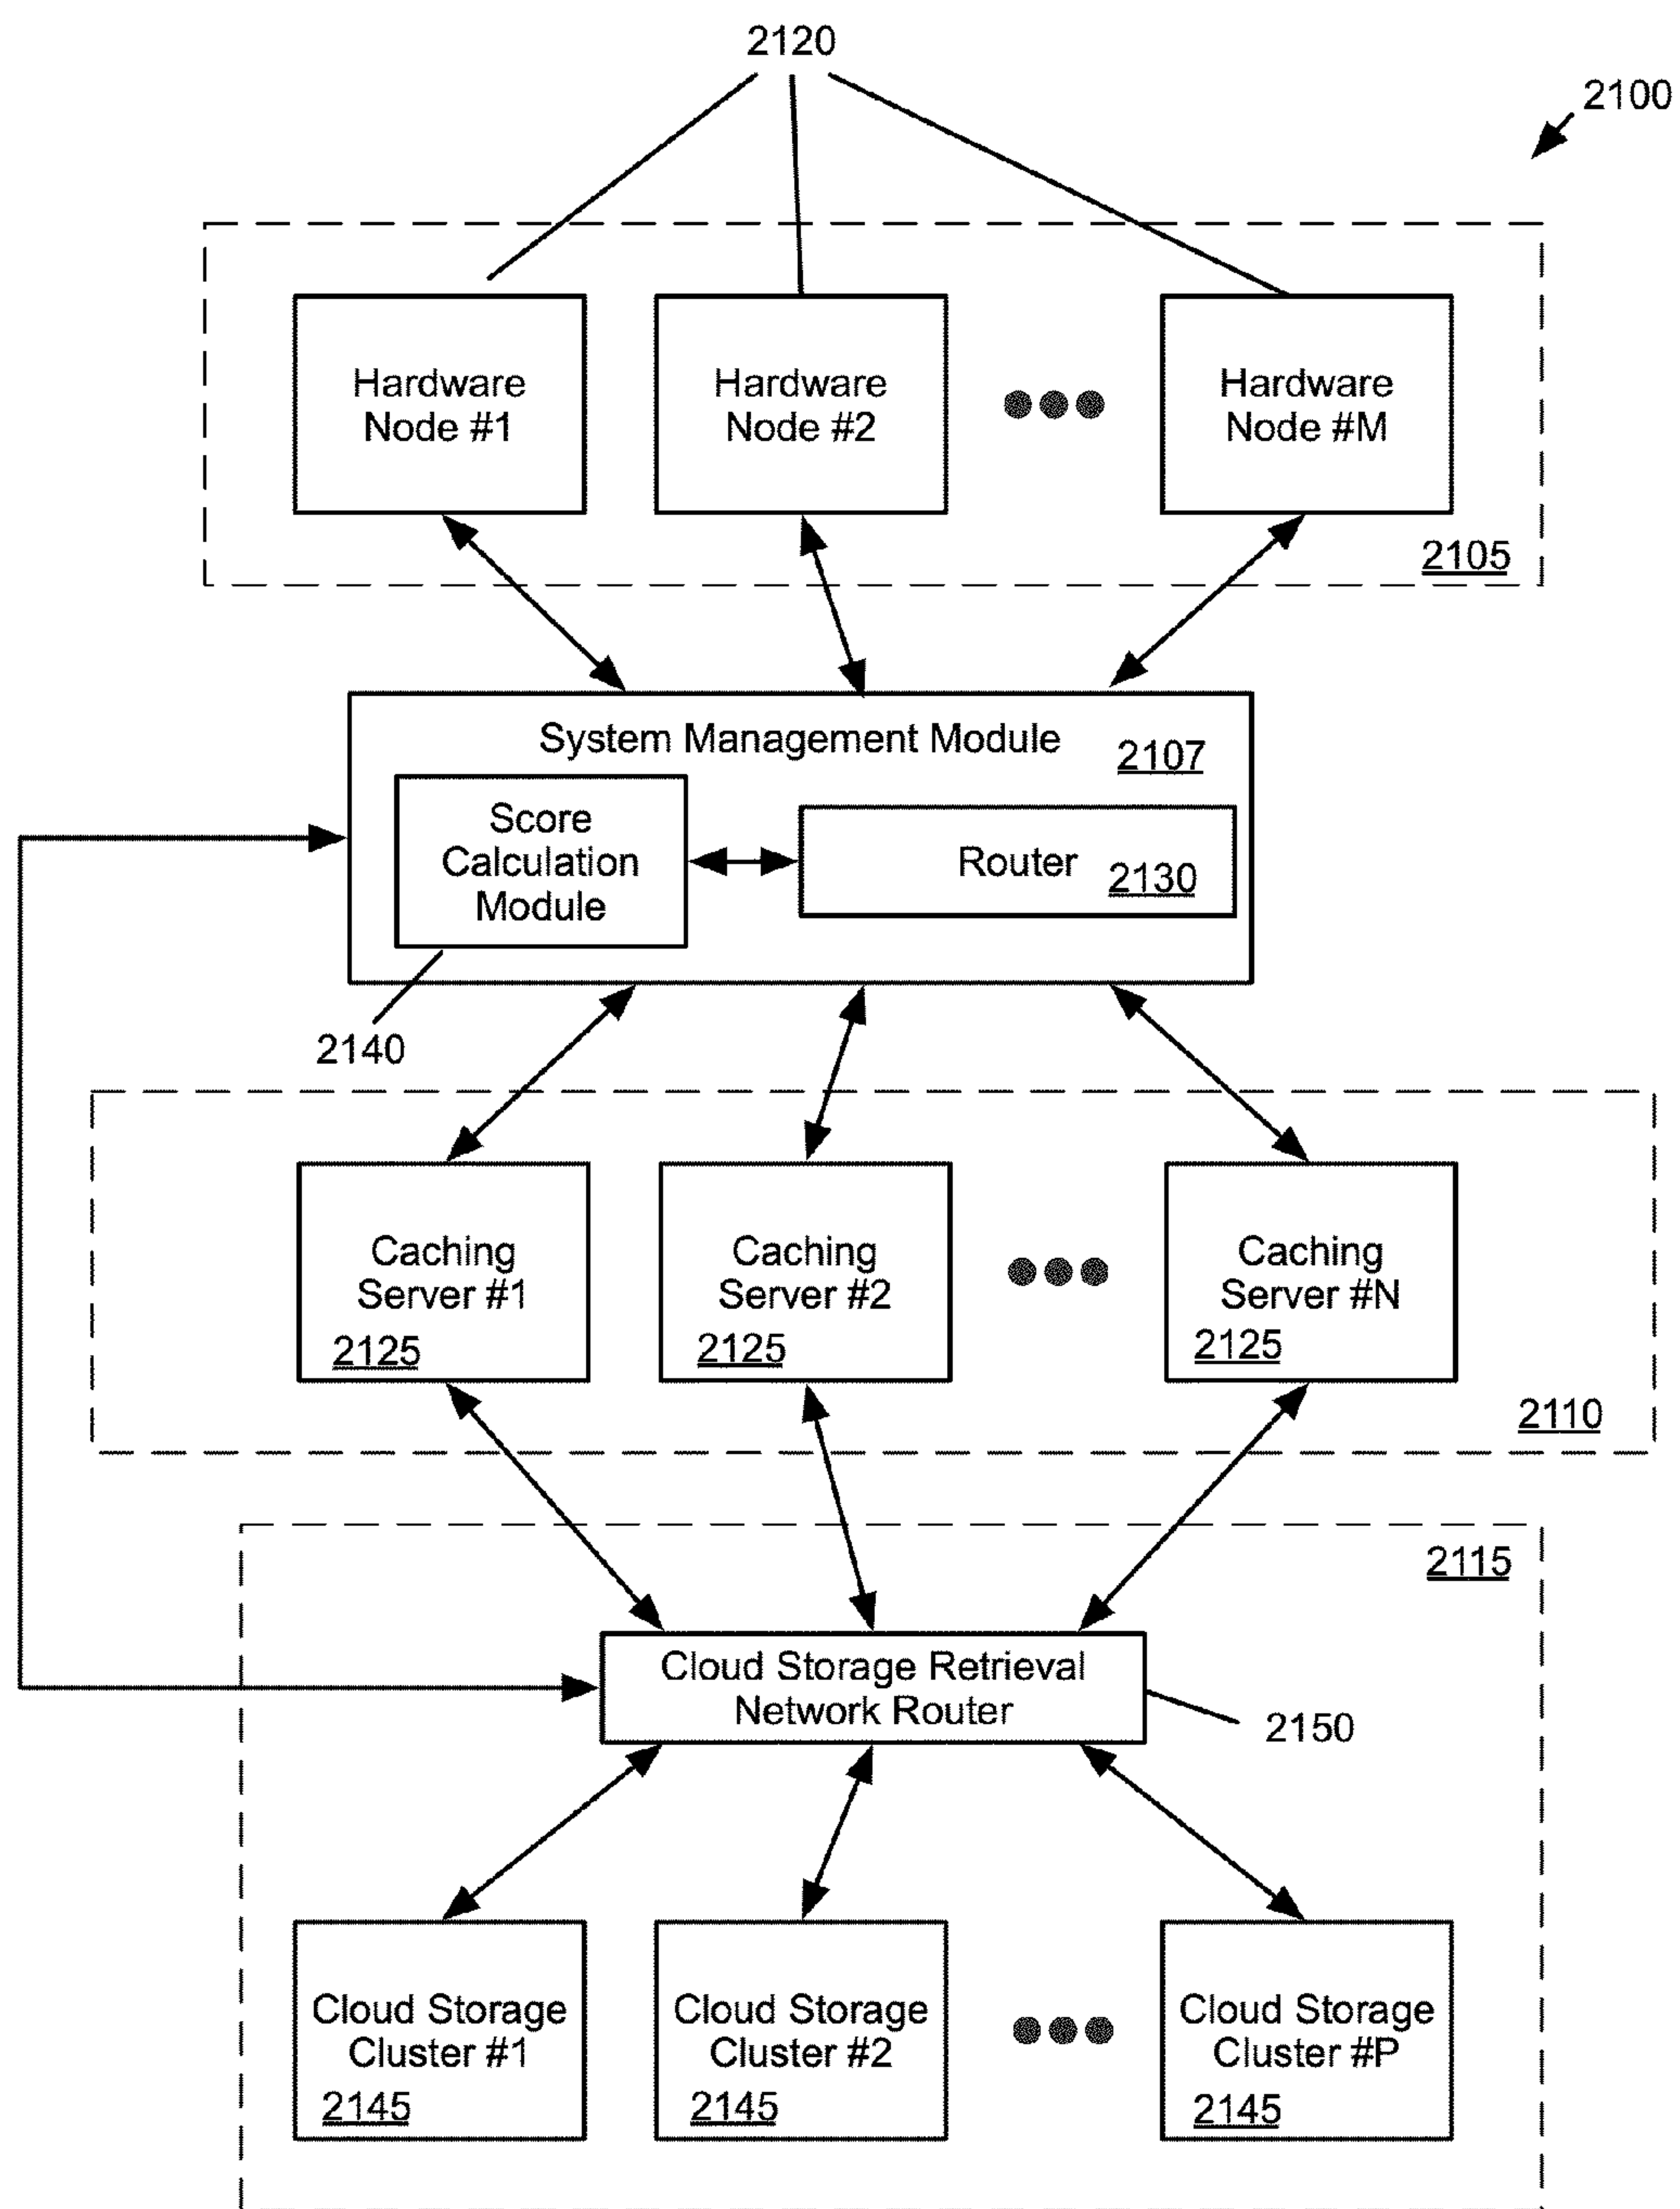 2120
2100
Hardware
Node #1
Hardware
Node #2
Hardware
Node #M
2105
System Management Module
2107
Score
Calculation
Module
Router
2130
2140
Caching
Server #1
2125
Caching
Server #2
2125
Caching
Server #N
2125
2110
2115
Cloud Storage Retrieval
Network Router
2150
Cloud Storage
Cluster #1
2145
Cloud Storage
Cluster #2
2145
Cloud Storage
Cluster #P
2145